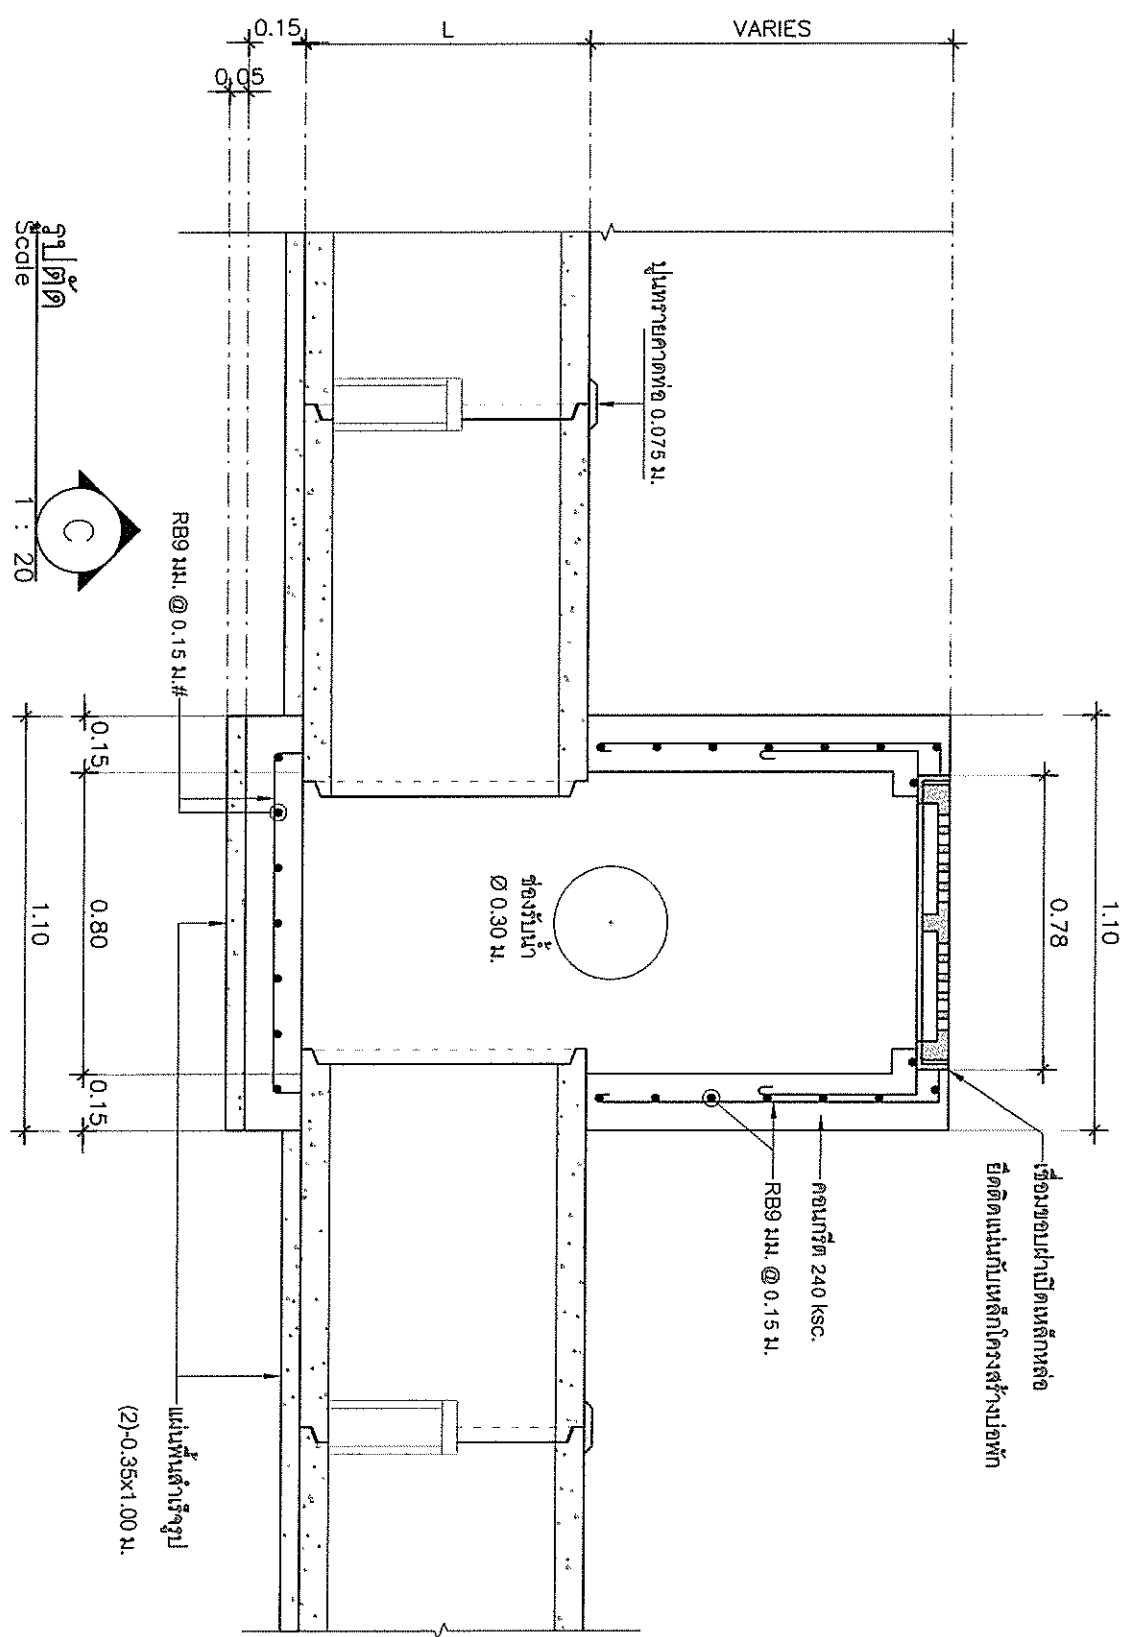 1.10
0.78
VARIES
L
0.15
0.05
ปูนทรายคาดท่อ 0.075 ม.
ช่องรับน้ำ
Ø 0.30 ม.
เชื่อมขอบฝาเปิดเหล็กหล่อ
ยึดติดแน่นกับเหล็กโครงสร้างบ่อพัก
คอนกรีต 240 ksc.
RB9 มม. @ 0.15 ม.
RB9 มม. @ 0.15 ม.#
แผ่นพื้นสำเร็จรูป
(2)-0.35x1.00 ม.
0.15
0.80
0.15
1.10
รูปตัด
C
Scale 1 : 20